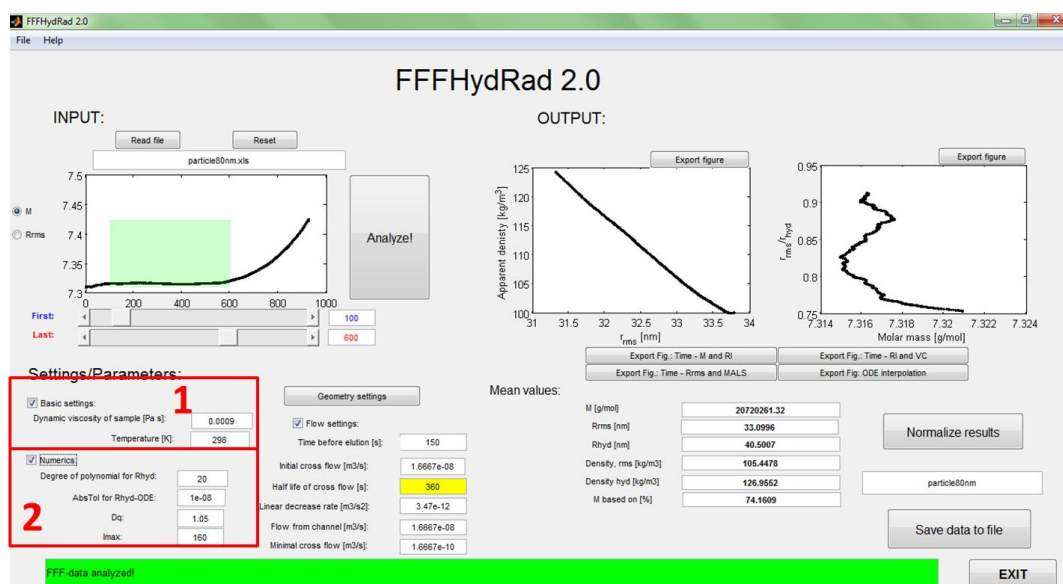 FFFHydRad 2.0
File Help
FFFHydRad 2.0
INPUT:
Read file
Reset
particle80nm.xls
M
Rrms
7.5
7.45
7.4
7.35
7.3
0 200 400 600 800 1000
Analyze!
First:
100
Last:
600
OUTPUT:
Export figure
125
120
115
110
105
100
Apparent denisty [kg/m3]
31 31.5 32 32.5 33 33.5 34
rrms [nm]
Export figure
0.95
0.9
0.85
0.8
0.75
rrms/rhyd
7.314 7.316 7.318 7.32 7.322 7.324
Molar mass [g/mol]
Export Fig.: Time - M and RI
Export Fig.: Time - RI and VC
Export Fig.: Time - Rrms and MALS
Export Fig: ODE interpolation
Settings/Parameters:
1
Basic settings:
Dynamic viscosity of sample [Pa s] 0.0009
Temperature [K]: 298
2
Numerics:
Degree of polynomial for Rhyd: 20
AbsTol for Rhyd-ODE: 1e-08
Dq: 1.05
Imax: 160
Geometry settings
Flow settings:
Time before elution [s]: 150
Initial cross flow [m3/s]: 1.6667e-08
Half life of cross flow [s]: 360
Linear decrease rate [m3/s2]: 3.47e-12
Flow from channel [m3/s]: 1.6667e-08
Minimal cross flow [m3/s]: 1.6667e-10
Mean values:
M [g/mol] 20720261.32
Rrms [nm] 33.0996
Rhyd [nm] 40.5007
Density, rms [kg/m3] 105.4478
Density hyd [kg/m3] 126.9552
M based on [%] 74.1609
Normalize results
particle80nm
Save data to file
FFF-data analyzed!
EXIT